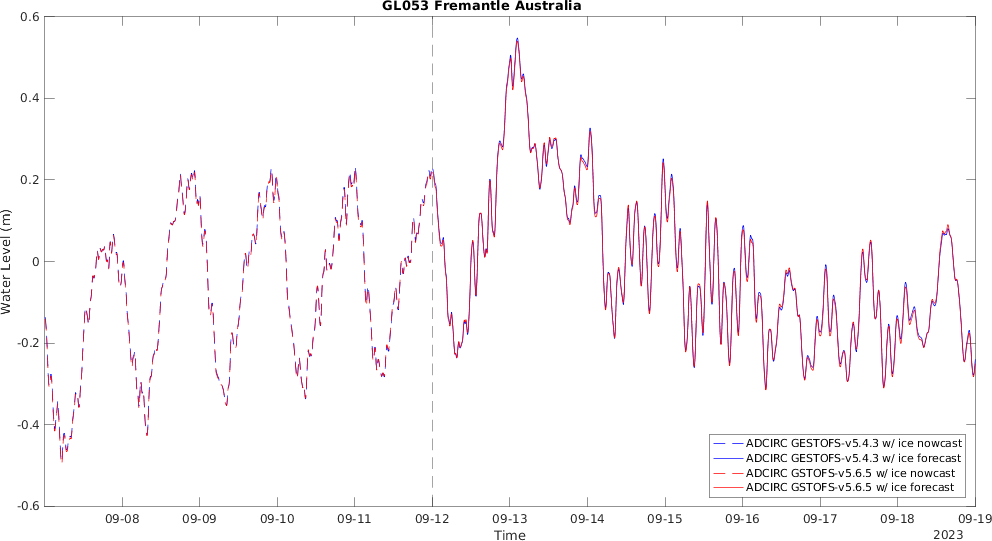 GL053 Fremantle Australia
0.6
0.4
0.2
0
-0.2
-0.4
-0.6
Water Level (m)
ADCIRC GESTOFS-v5.4.3 w/ ice nowcast
ADCIRC GESTOFS-v5.4.3 w/ ice forecast
ADCIRC GSTOFS-v5.6.5 w/ ice nowcast
ADCIRC GSTOFS-v5.6.5 w/ ice forecast
09-08 09-09 09-10 09-11 09-12 09-13 09-14 09-15 09-16 09-17 09-18 09-19
Time
2023